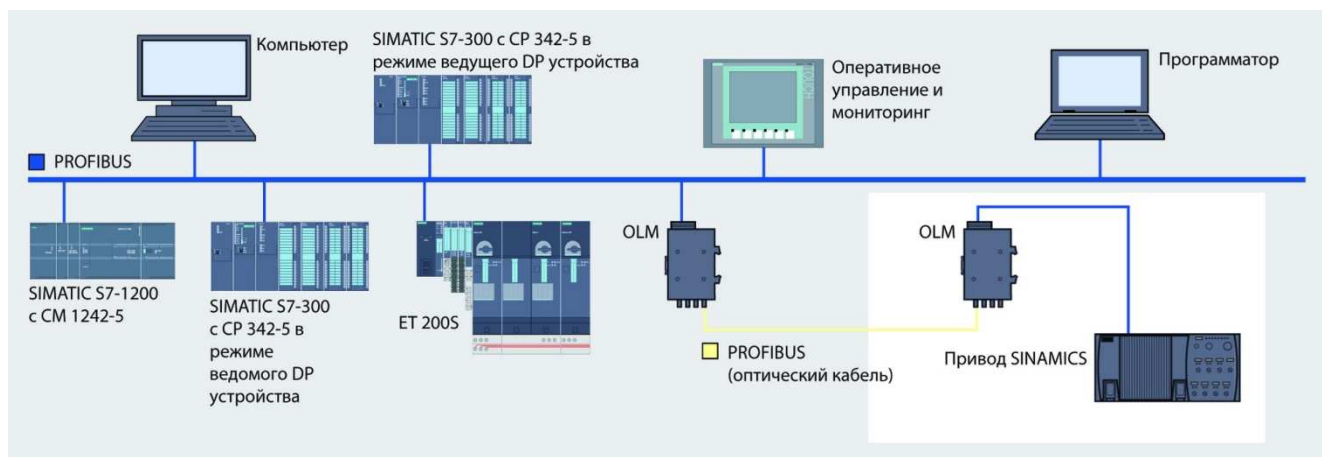 Компьютер
SIMATIC S7-300 с CP 342-5 в
режиме ведущего DP устройства
Оперативное
управление и
мониторинг
Программатор
PROFIBUS
SIMATIC S7-1200
с CM 1242-5
SIMATIC S7-300
с CP 342-5 в
режиме
ведомого DP
устройства
ET 200S
OLM
PROFIBUS
(оптический кабель)
OLM
Привод SINAMICS